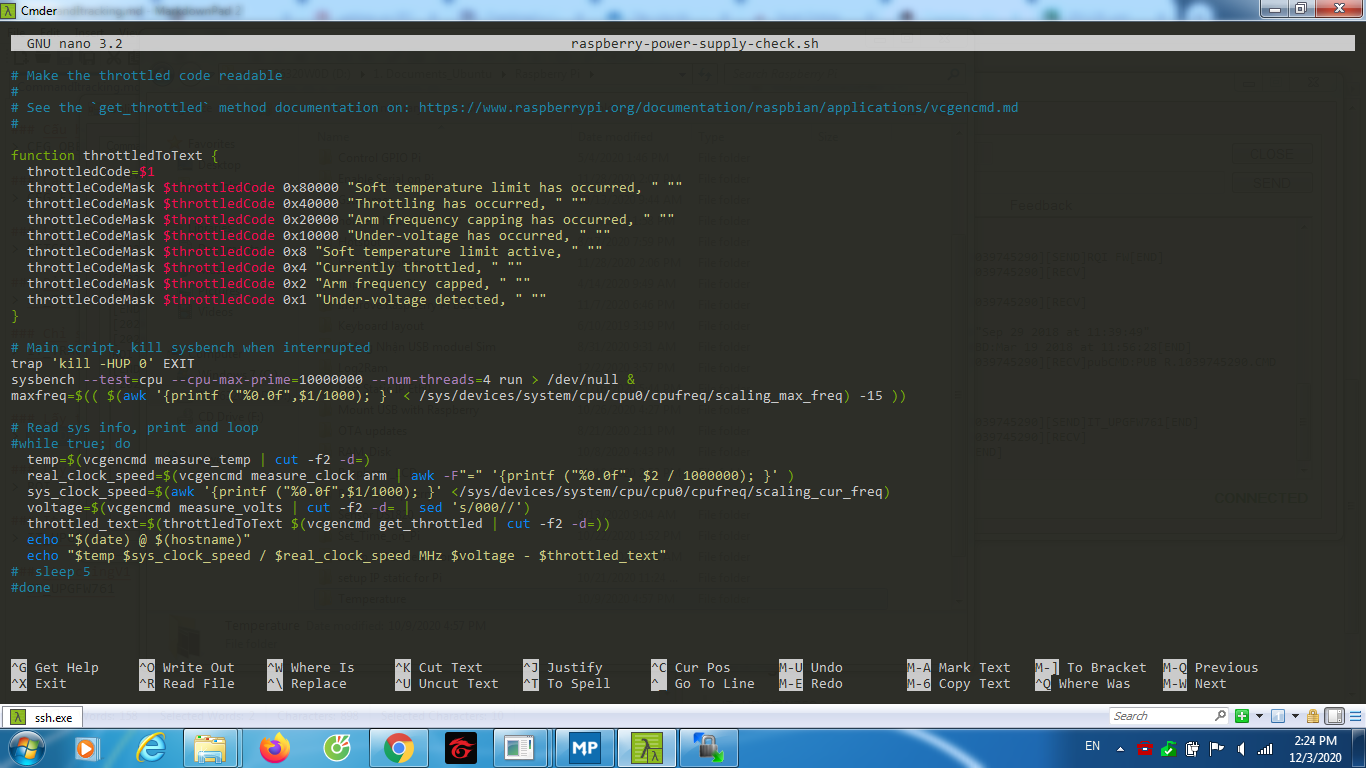 Cmder
GNU nano 3.2 raspberry-power-supply-check.sh
# Make the throttled code readable
#
# See the `get_throttled` method documentation on: https://www.raspberrypi.org/documentation/raspbian/applications/vcgencmd.md
#
function throttledToText {
  throttledCode=$1
  throttleCodeMask $throttledCode 0x80000 "Soft temperature limit has occurred, " ""
  throttleCodeMask $throttledCode 0x40000 "Throttling has occurred, " ""
  throttleCodeMask $throttledCode 0x20000 "Arm frequency capping has occurred, " ""
  throttleCodeMask $throttledCode 0x10000 "Under-voltage has occurred, " ""
  throttleCodeMask $throttledCode 0x8 "Soft temperature limit active, " ""
  throttleCodeMask $throttledCode 0x4 "Currently throttled, " ""
  throttleCodeMask $throttledCode 0x2 "Arm frequency capped, " ""
  throttleCodeMask $throttledCode 0x1 "Under-voltage detected, " ""
}
# Main script, kill sysbench when interrupted
trap 'kill -HUP 0' EXIT
sysbench --test=cpu --cpu-max-prime=10000000 --num-threads=4 run > /dev/null &
maxfreq=$(( $(awk '{printf ("%0.0f",$1/1000); }' < /sys/devices/system/cpu/cpu0/cpufreq/scaling_max_freq) -15 ))
# Read sys info, print and loop
#while true; do
  temp=$(vcgencmd measure_temp | cut -f2 -d=)
  real_clock_speed=$(vcgencmd measure_clock arm | awk -F"=" '{printf ("%0.0f", $2 / 1000000); }' )
  sys_clock_speed=$(awk '{printf ("%0.0f",$1/1000); }' </sys/devices/system/cpu/cpu0/cpufreq/scaling_cur_freq)
  voltage=$(vcgencmd measure_volts | cut -f2 -d= | sed 's/000//')
  throttled_text=$(throttledToText $(vcgencmd get_throttled | cut -f2 -d=))
  echo "$(date) @ $(hostname)"
  echo "$temp $sys_clock_speed / $real_clock_speed MHz $voltage - $throttled_text"
#  sleep 5
#done
^G Get Help ^O Write Out ^W Where Is ^K Cut Text ^J Justify ^C Cur Pos M-U Undo M-A Mark Text M-] To Bracket M-Q Previous
^X Exit ^R Read File ^\ Replace ^U Uncut Text ^T To Spell ^_ Go To Line M-E Redo M-6 Copy Text ^Q Where Was M-W Next
ssh.exe Search
EN 2:24 PM
12/3/2020
MP